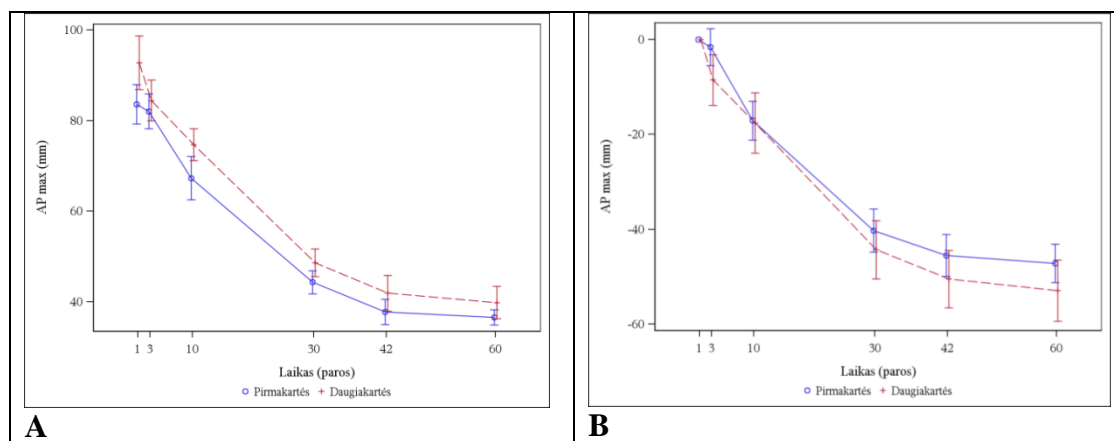 AP max (mm)
100
80
60
40
1 3 10 30 42 60
Laikas (paros)
Pirmakartės Daugiakartės
A
AP max (mm)
0
-20
-40
-60
1 3 10 30 42 60
Laikas (paros)
Pirmakartės Daugiakartės
B